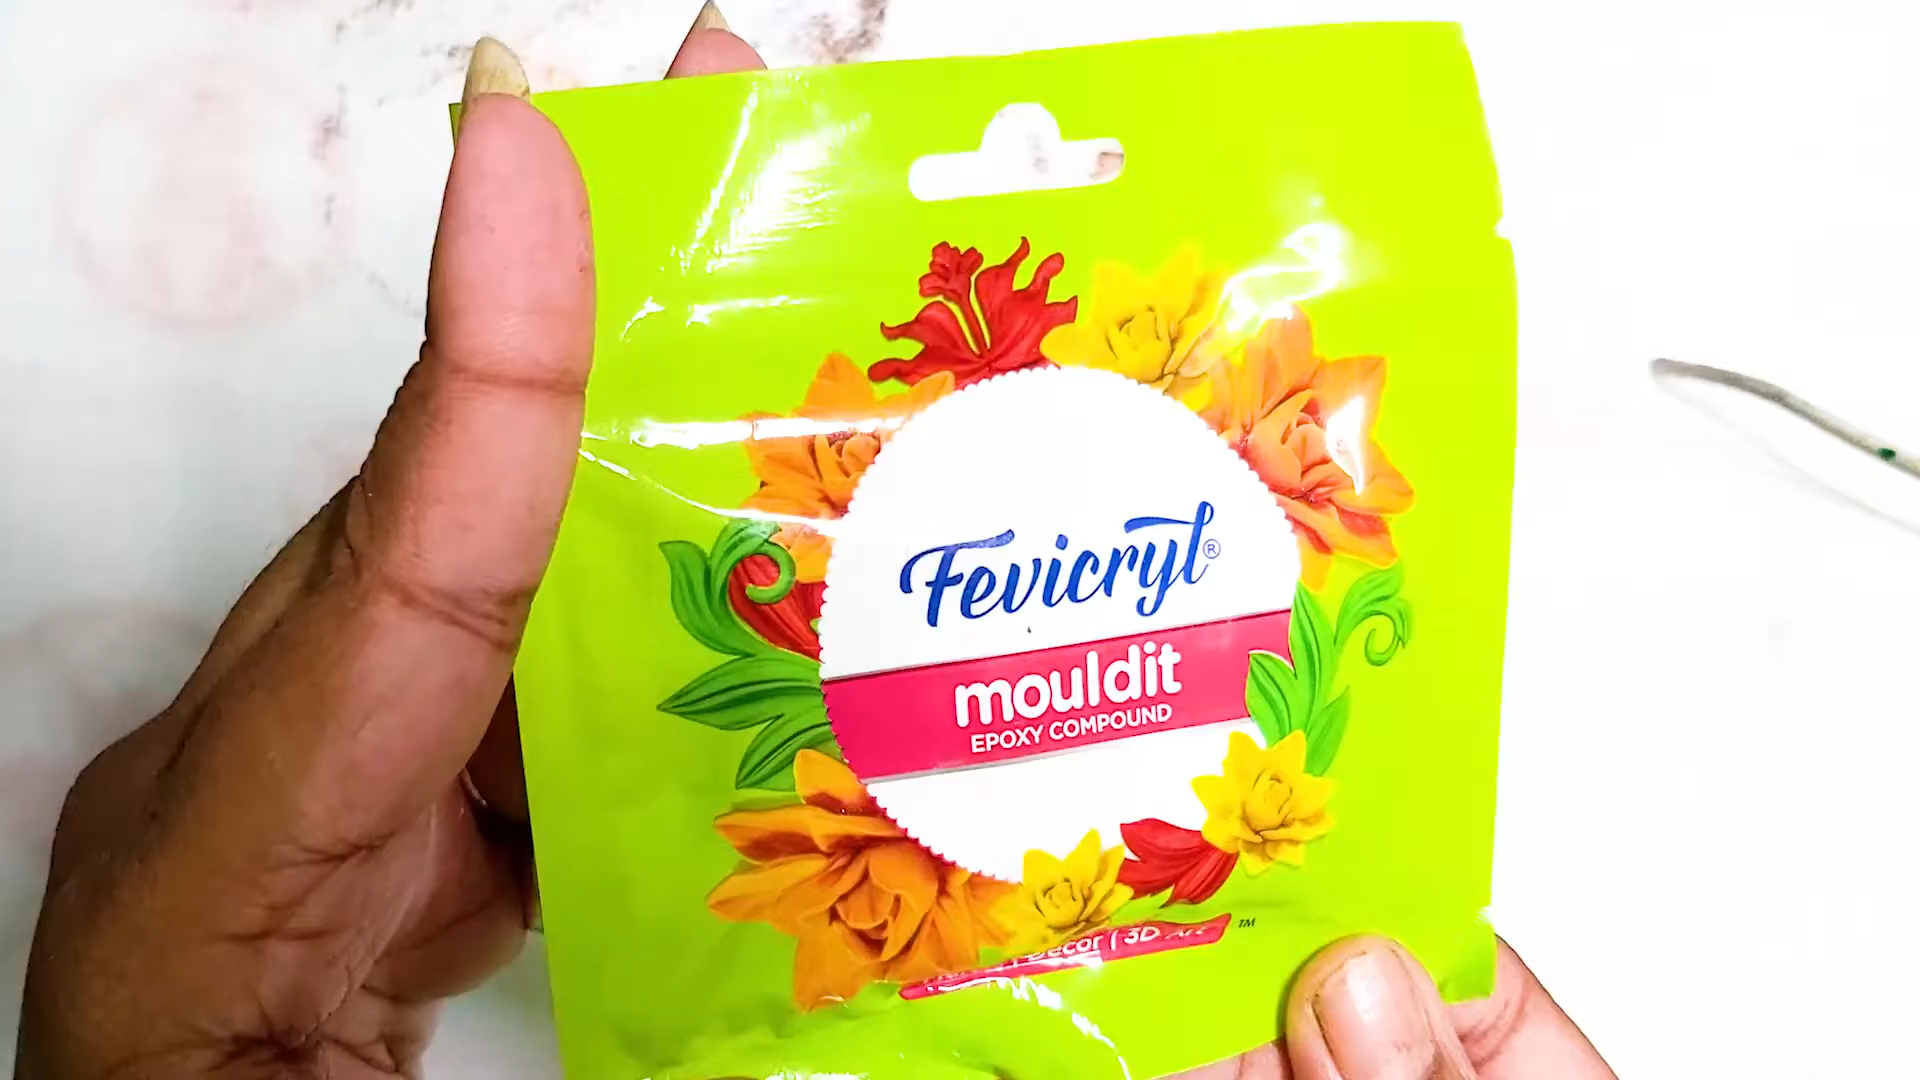 Fevicryl®
mouldit
EPOXY COMPOUND
Decor | 3D
TM